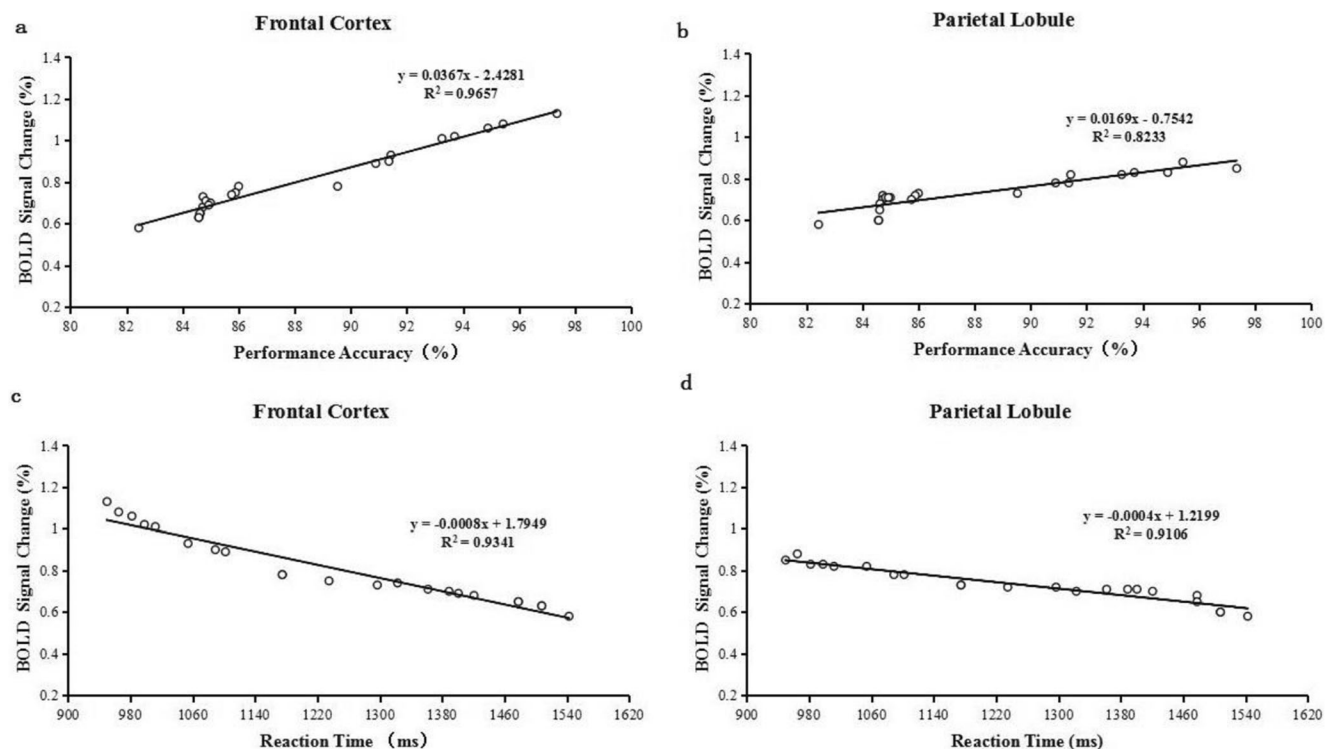 a
Frontal Cortex
1.4
1.2
1
0.8
0.6
0.4
0.2
BOLD Signal Change (%)
y = 0.0367x - 2.4281
R² = 0.9657
80 82 84 86 88 90 92 94 96 98 100
Performance Accuracy (%)
b
Parietal Lobule
1.4
1.2
1
0.8
0.6
0.4
0.2
BOLD Signal Change (%)
y = 0.0169x - 0.7542
R² = 0.8233
80 82 84 86 88 90 92 94 96 98 100
Performance Accuracy (%)
c
Frontal Cortex
1.4
1.2
1
0.8
0.6
0.4
0.2
BOLD Signal Change (%)
y = -0.0008x + 1.7949
R² = 0.9341
900 980 1060 1140 1220 1300 1380 1460 1540 1620
Reaction Time (ms)
d
Parietal Lobule
1.4
1.2
1
0.8
0.6
0.4
0.2
BOLD Signal Change (%)
y = -0.0004x + 1.2199
R² = 0.9106
900 980 1060 1140 1220 1300 1380 1460 1540 1620
Reaction Time (ms)